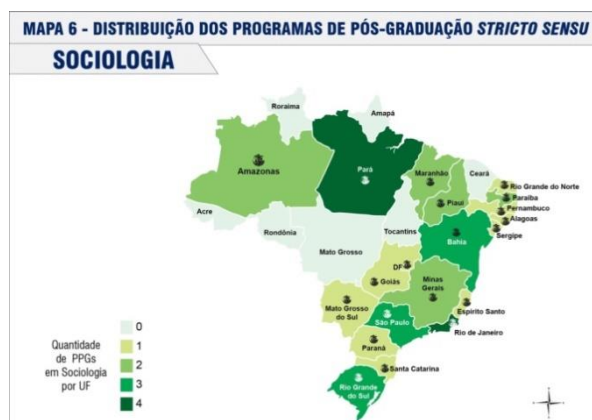 MAPA 6 - DISTRIBUIÇÃO DOS PROGRAMAS DE PÓS-GRADUAÇÃO STRICTO SENSU
SOCIOLOGIA
Roraima
Amapá
Amazonas
Pará
Maranhão
Ceará
Rio Grande do Norte
Paraíba
Piauí
Pernambuco
Alagoas
Sergipe
Acre
Rondônia
Tocantins
Bahia
Mato Grosso
DF
Goiás
Minas
Gerais
Mato Grosso
do Sul
Espírito Santo
São Paulo
Rio de Janeiro
Paraná
Santa Catarina
Rio Grande
do Sul
Quantidade
de PPGs
em Sociologia
por UF
0
1
2
3
4